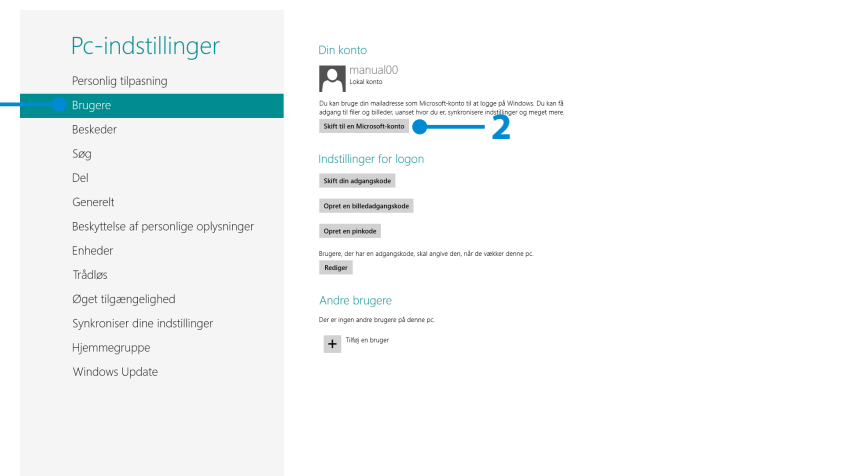 Pc-indstillinger
Personlig tilpasning
Brugere
Beskeder
Søg
Del
Generelt
Beskyttelse af personlige oplysninger
Enheder
Trådløs
Øget tilgængelighed
Synkroniser dine indstillinger
Hjemmegruppe
Windows Update
Din konto
manual00
Lokal konto
Du kan bruge din mailadresse som Microsoft-konto til at logge på Windows. Du kan få
adgang til filer og billeder, uanset hvor du er, synkronisere indstillinger og meget mere.
Skift til en Microsoft-konto
2
Indstillinger for logon
Skift din adgangskode
Opret en billedadgangskode
Opret en pinkode
Brugere, der har en adgangskode, skal angive den, når de vækker denne pc.
Rediger
Andre brugere
Der er ingen andre brugere på denne pc.
+ Tilføj en bruger